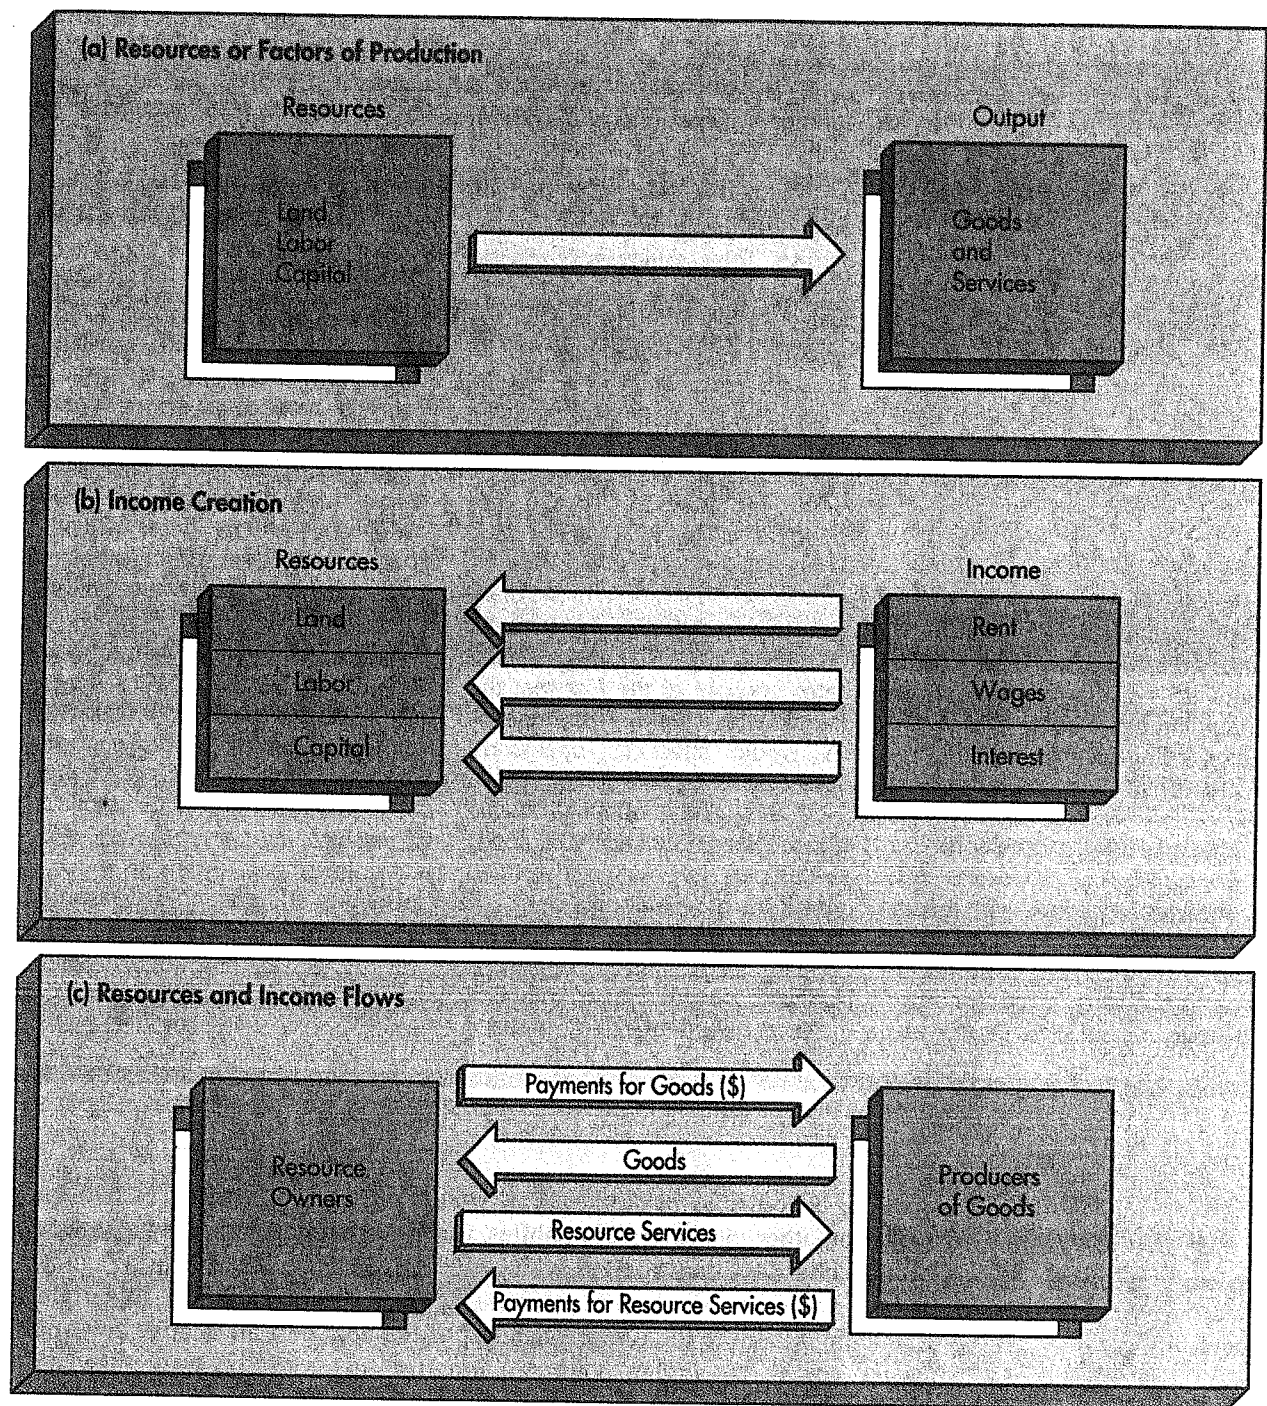 (a) Resources or Factors of Production
Resources
Output
Land
Labor
Capital
Goods
and
Services
(b) Income Creation
Resources
Income
Land
Rent
Labor
Wages
Capital
Interest
(c) Resources and Income Flows
Payments for Goods ($)
Goods
Resource
Owners
Producers
of Goods
Resource Services
Payments for Resource Services ($)